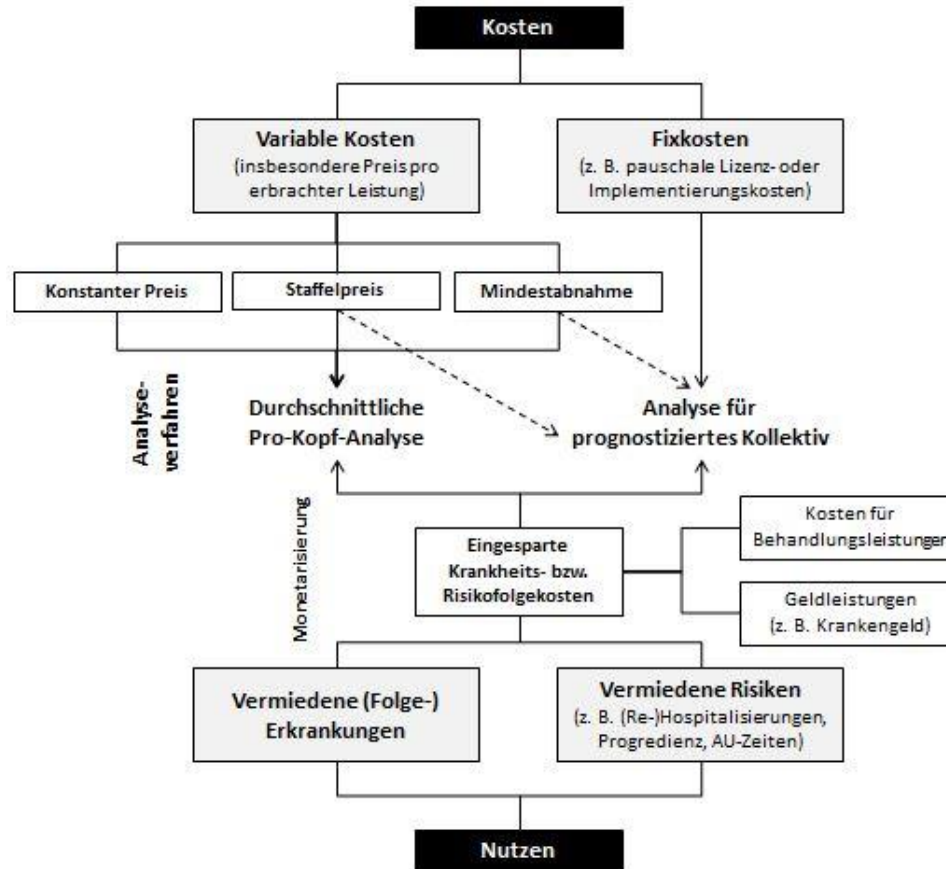 Kosten
Variable Kosten
(insbesondere Preis pro
erbrachter Leistung)
Fixkosten
(z. B. pauschale Lizenz- oder
Implementierungskosten)
Konstanter Preis
Staffelpreis
Mindestabnahme
Analyse-
verfahren
Durchschnittliche
Pro-Kopf-Analyse
Analyse für
prognostiziertes Kollektiv
Monetarisierung
Eingesparte
Krankheits- bzw.
Risikofolgekosten
Kosten für
Behandlungsleistungen
Geldleistungen
(z. B. Krankengeld)
Vermiedene (Folge-)
Erkrankungen
Vermiedene Risiken
(z. B. (Re-)Hospitalisierungen,
Progredienz, AU-Zeiten)
Nutzen